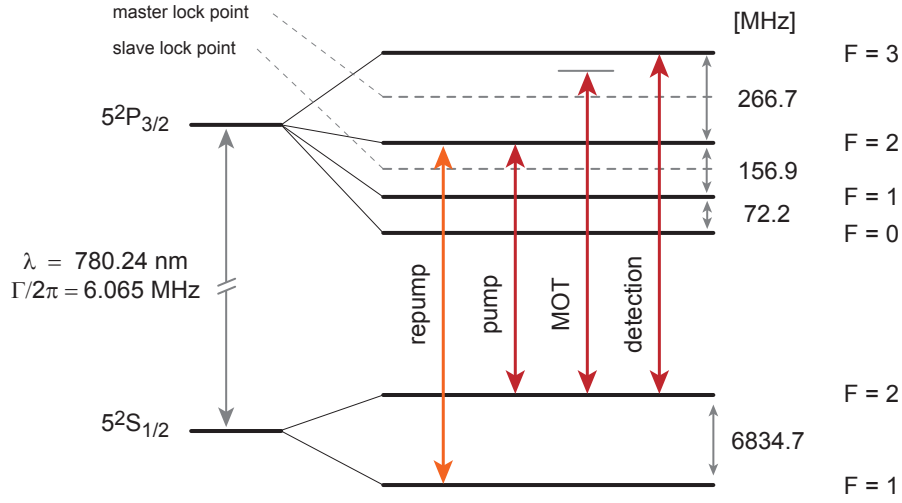 master lock point
[MHz]
slave lock point
F = 3
5²P₃/₂
266.7
F = 2
156.9
F = 1
72.2
F = 0
λ = 780.24 nm
Γ/2π = 6.065 MHz
repump
pump
MOT
detection
F = 2
5²S₁/₂
6834.7
F = 1